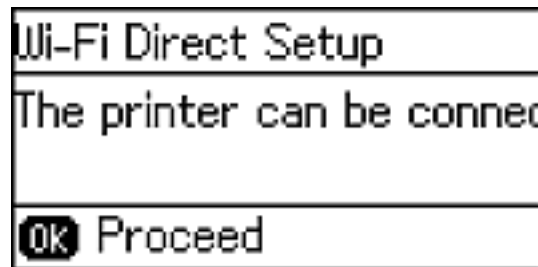 Wi-Fi Direct Setup
The printer can be connec
OK Proceed